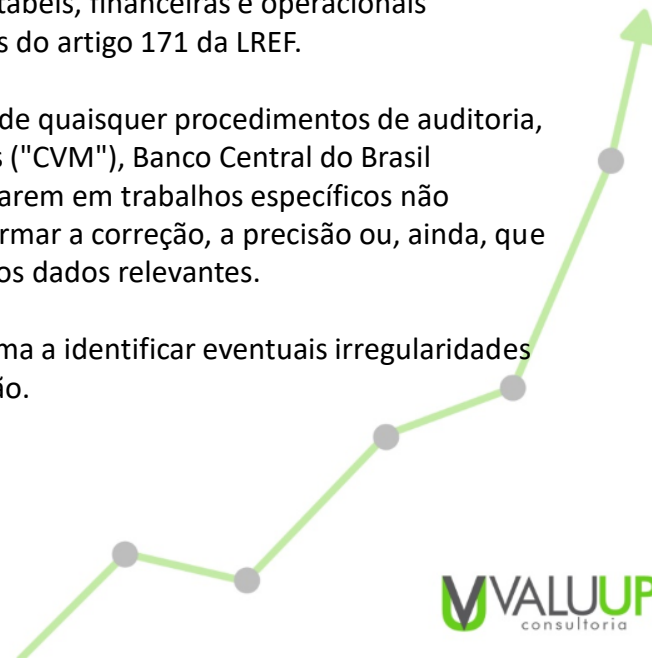 tábeis, financeiras e operacionais
s do artigo 171 da LREF.
de quaisquer procedimentos de auditoria,
s ("CVM"), Banco Central do Brasil
arem em trabalhos específicos não
rmar a correção, a precisão ou, ainda, que
os dados relevantes.
ma a identificar eventuais irregularidades
ão.
VALUUP
consultoria